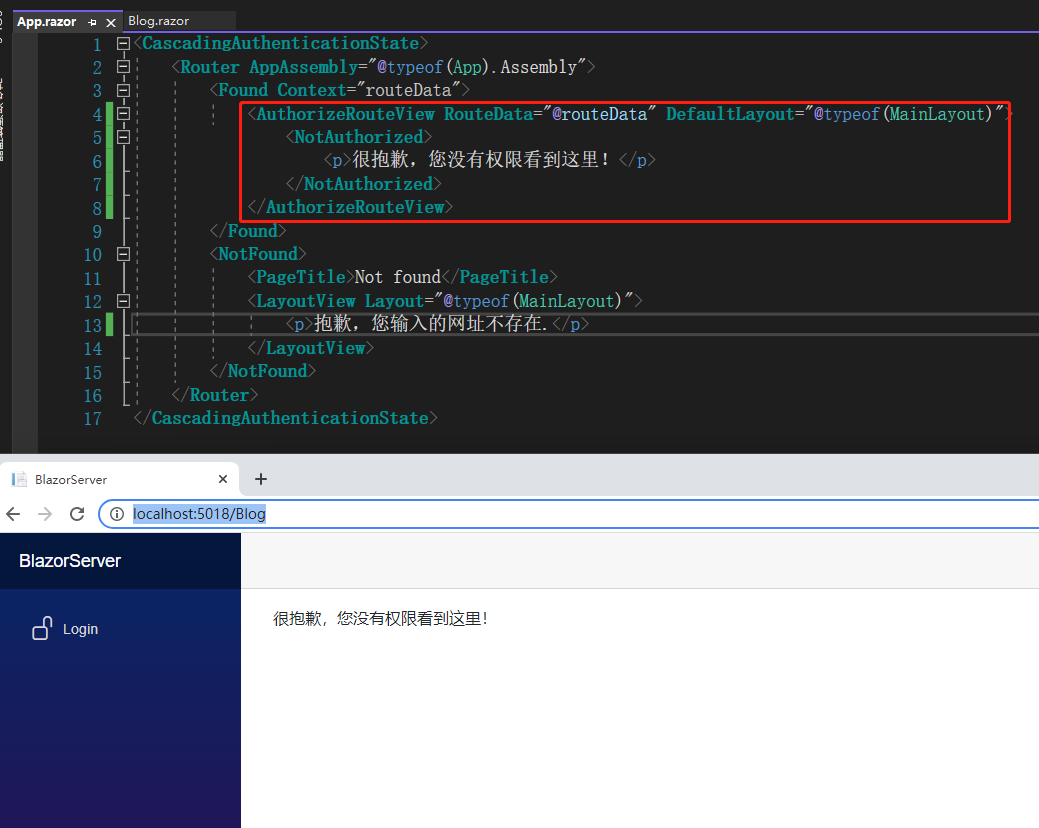 App.razor
Blog.razor
1 <CascadingAuthenticationState>
2 <Router AppAssembly="@typeof(App).Assembly">
3 <Found Context="routeData">
4 <AuthorizeRouteView RouteData="@routeData" DefaultLayout="@typeof(MainLayout)">
5 <NotAuthorized>
6 <p>很抱歉，您没有权限看到这里！</p>
7 </NotAuthorized>
8 </AuthorizeRouteView>
9 </Found>
10 <NotFound>
11 <PageTitle>Not found</PageTitle>
12 <LayoutView Layout="@typeof(MainLayout)">
13 <p>抱歉，您输入的网址不存在.</p>
14 </LayoutView>
15 </NotFound>
16 </Router>
17 </CascadingAuthenticationState>
BlazorServer
localhost:5018/Blog
BlazorServer
Login
很抱歉，您没有权限看到这里！